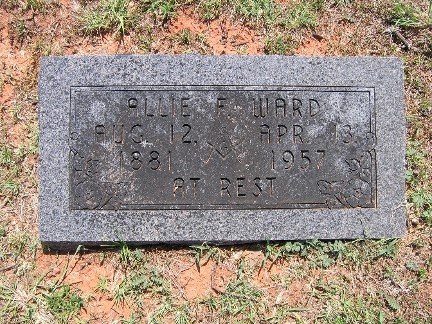 ALLIE F. WARD
AUG. 12, APR. 13,
1881 1957
AT REST